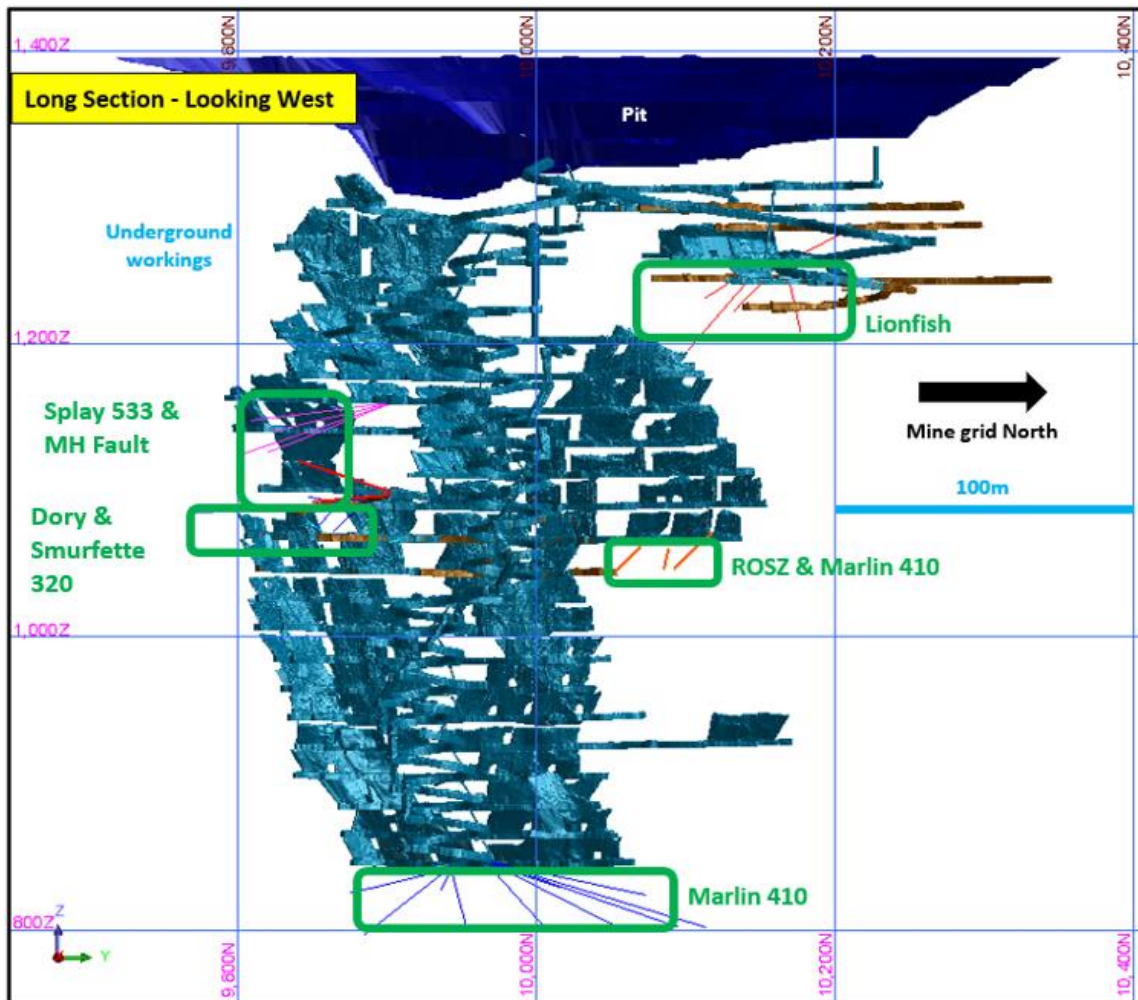 9,800N
10,000N
10,200N
10,400N
1,400Z
Long Section - Looking West
Pit
Underground
workings
Lionfish
1,200Z
Splay 533 &
MH Fault
Mine grid North
100m
Dory &
Smurfette
320
ROSZ & Marlin 410
1,000Z
Marlin 410
800Z
Z
Y
9,800N
10,000N
10,200N
10,400N